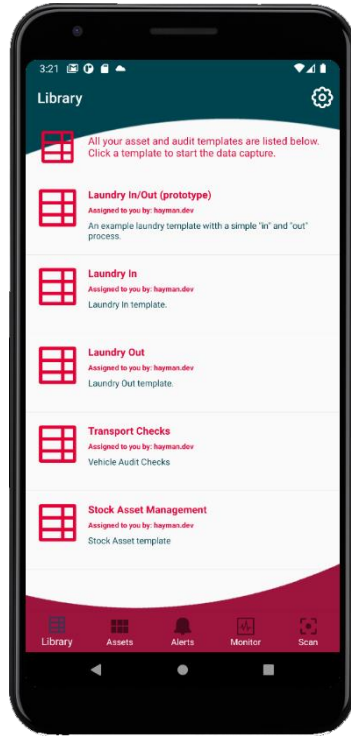 3:21
Library
All your asset and audit templates are listed below.
Click a template to start the data capture.
Laundry In/Out (prototype)
Assigned to you by: hayman.dev
An example laundry template witth a simple "in" and "out"
process.
Laundry In
Assigned to you by: hayman.dev
Laundry In template.
Laundry Out
Assigned to you by: hayman.dev
Laundry Out template.
Transport Checks
Assigned to you by: hayman.dev
Vehicle Audit Checks
Stock Asset Management
Assigned to you by: hayman.dev
Stock Asset template
Library Assets Alerts Monitor Scan